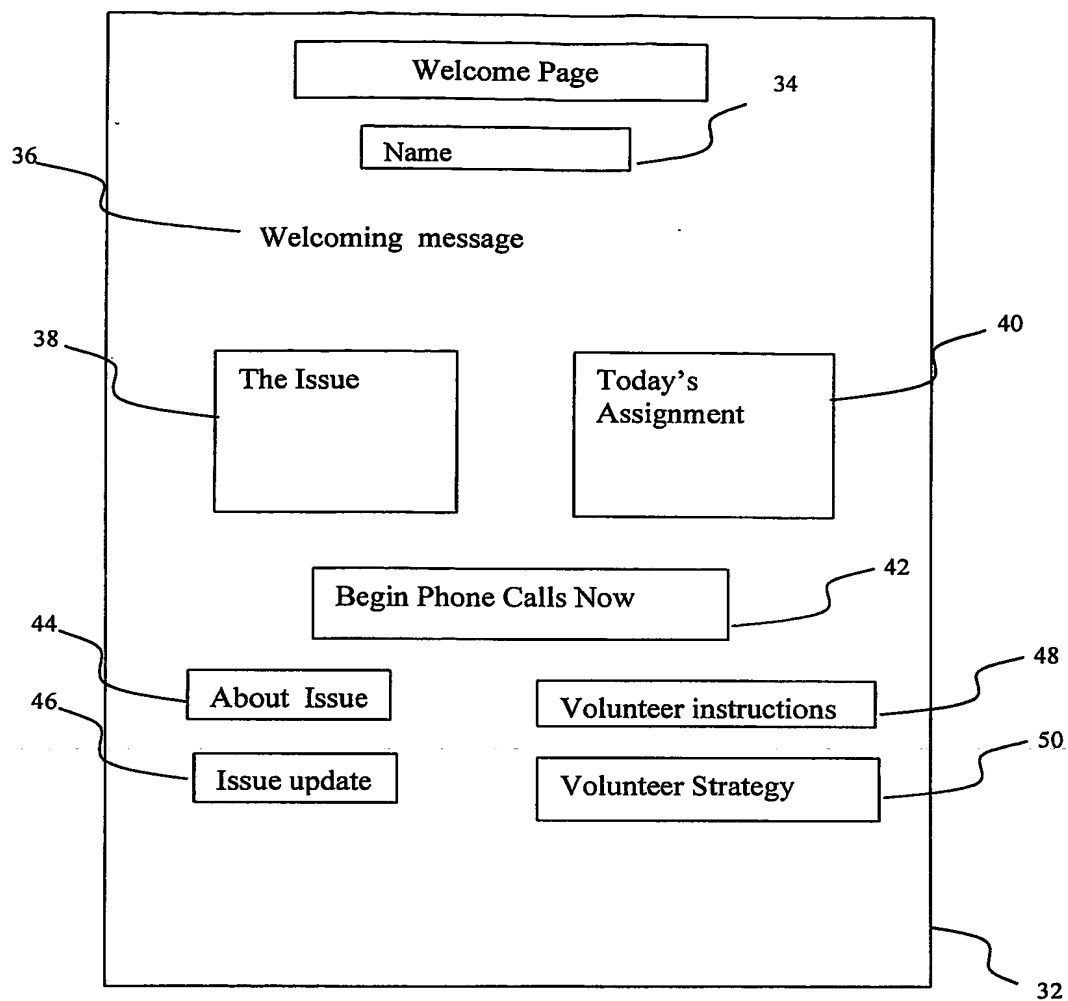 Welcome Page
34
Name
36
Welcoming message
40
38
The Issue
Today's
Assignment
42
Begin Phone Calls Now
44
48
About Issue
Volunteer instructions
46
50
Issue update
Volunteer Strategy
32